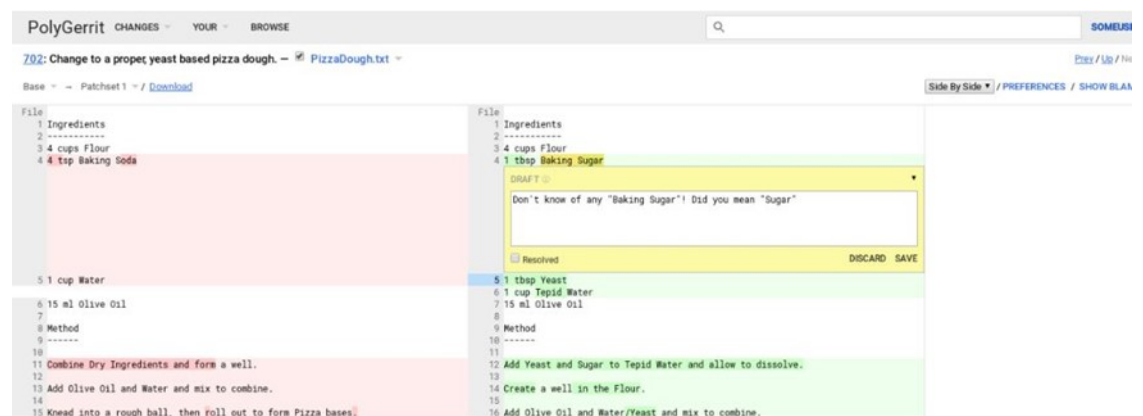 PolyGerrit CHANGES YOUR BROWSE SOMEUSE
702: Change to a proper, yeast based pizza dough. — PizzaDough.txt Prev / Up / Ne
Base → Patchset 1 / Download Side By Side / PREFERENCES / SHOW BLAM
File
1 Ingredients
2 -----------
3 4 cups Flour
4 4 tsp Baking Soda
5 1 cup Water
6 15 ml Olive Oil
7
8 Method
9 ------
10
11 Combine Dry Ingredients and form a well.
12
13 Add Olive Oil and Water and mix to combine.
14
15 Knead into a rough ball, then roll out to form Pizza bases.
File
1 Ingredients
2 -----------
3 4 cups Flour
4 1 tbsp Baking Sugar
DRAFT
Don't know of any "Baking Sugar"! Did you mean "Sugar"
Resolved DISCARD SAVE
5 1 tbsp Yeast
6 1 cup Tepid Water
7 15 ml Olive Oil
8
9 Method
10 ------
11
12 Add Yeast and Sugar to Tepid Water and allow to dissolve.
13
14 Create a well in the Flour.
15
16 Add Olive Oil and Water/Yeast and mix to combine.